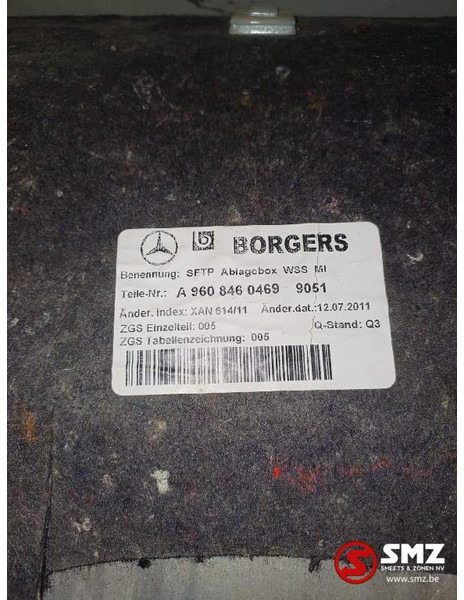 BORGERS
Benennung: SFTP Ablagebox WSS MI
Teile-Nr.: A 960 846 0469 9051
Änder. index: XAN 614/11 Änder.dat.:12.07.2011
ZGS Einzelteil: 005 Q-Stand: Q3
ZGS Tabellenzeichnung: 005
SMZ
SMEETS & ZONEN NV
www.smz.be